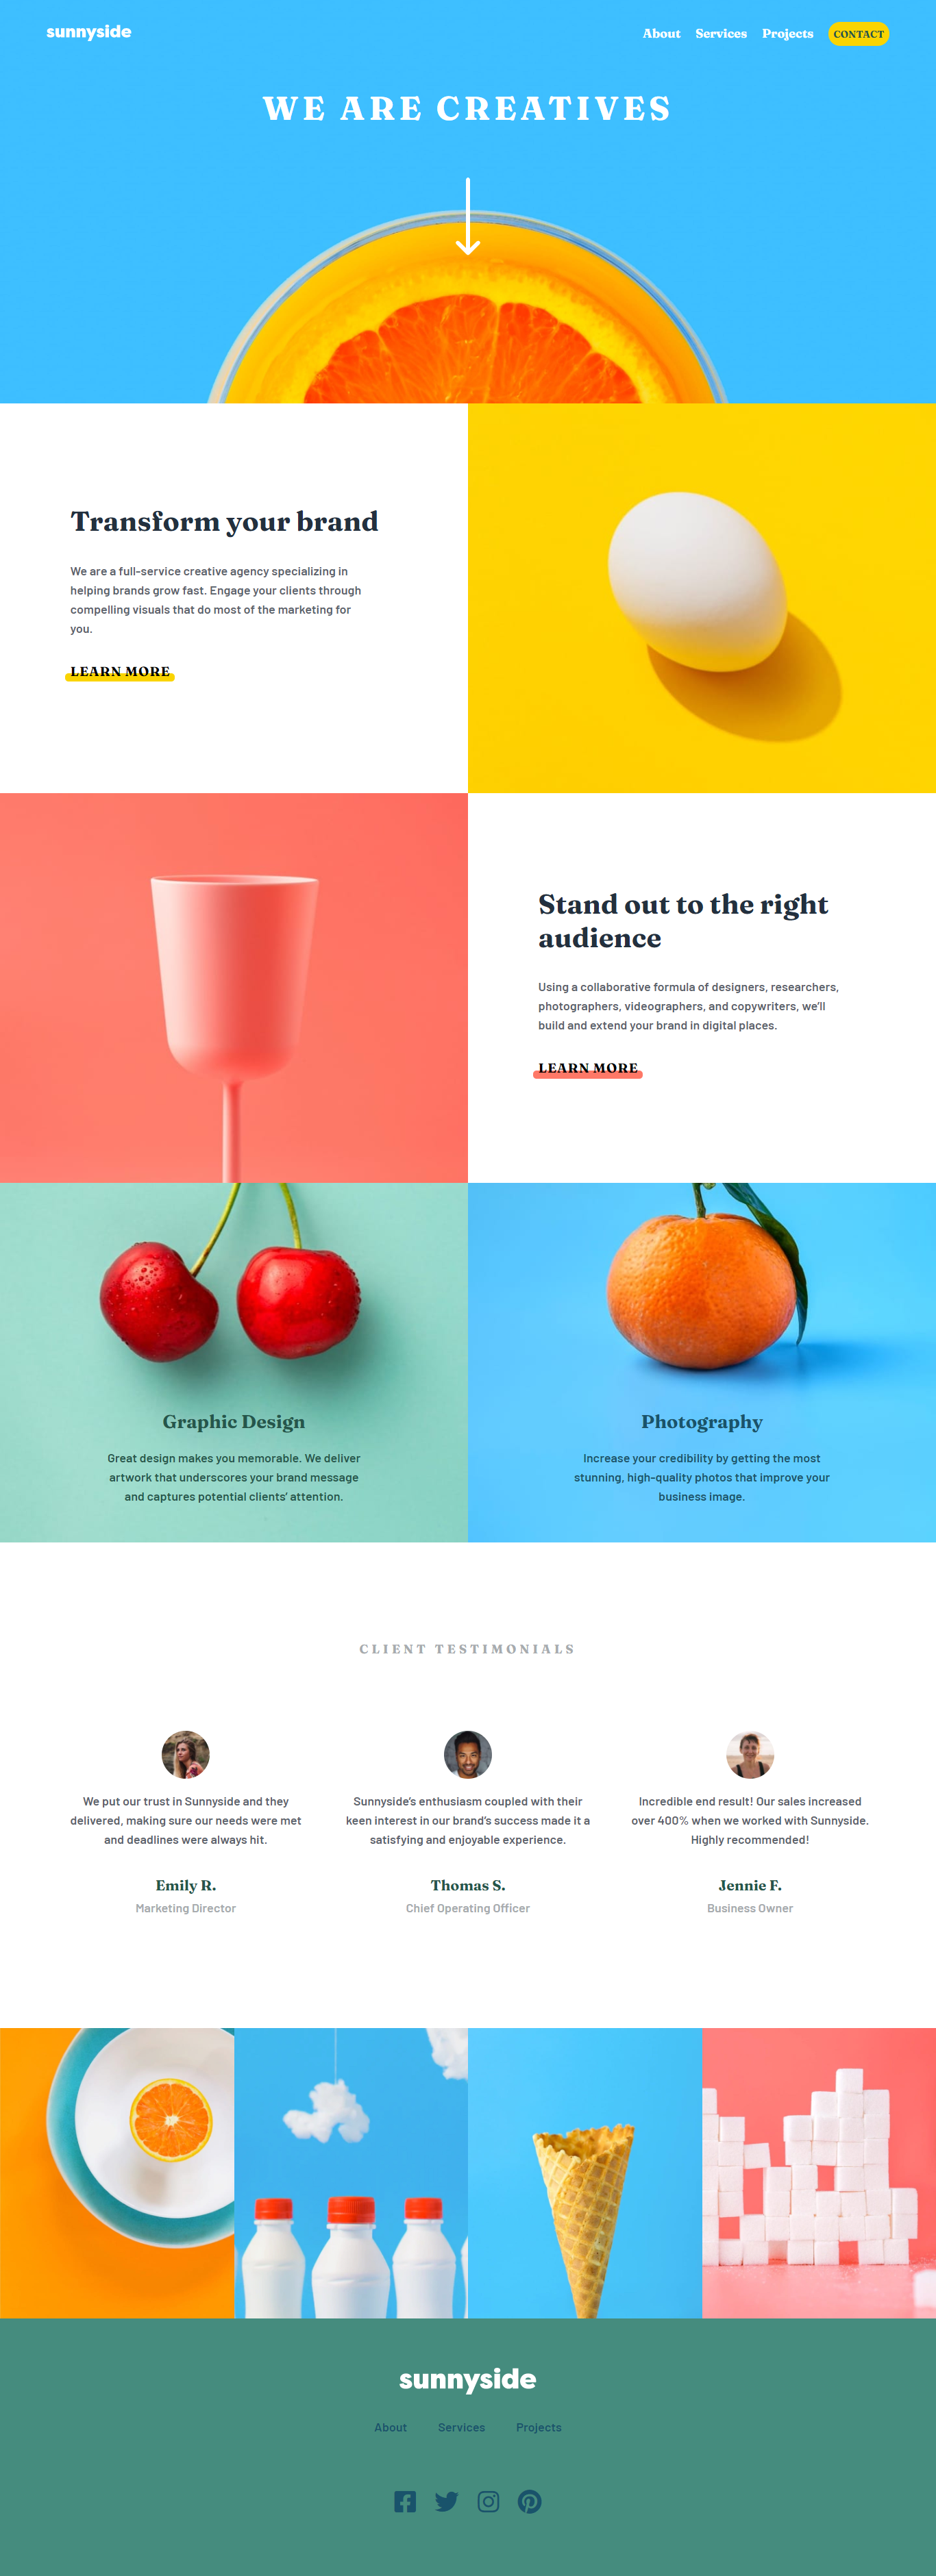 sunnyside
About Services Projects CONTACT
WE ARE CREATIVES
Transform your brand
We are a full-service creative agency specializing in
helping brands grow fast. Engage your clients through
compelling visuals that do most of the marketing for
you.
LEARN MORE
Stand out to the right
audience
Using a collaborative formula of designers, researchers,
photographers, videographers, and copywriters, we’ll
build and extend your brand in digital places.
LEARN MORE
Graphic Design
Great design makes you memorable. We deliver
artwork that underscores your brand message
and captures potential clients’ attention.
Photography
Increase your credibility by getting the most
stunning, high-quality photos that improve your
business image.
CLIENT TESTIMONIALS
We put our trust in Sunnyside and they
delivered, making sure our needs were met
and deadlines were always hit.
Emily R.
Marketing Director
Sunnyside’s enthusiasm coupled with their
keen interest in our brand’s success made it a
satisfying and enjoyable experience.
Thomas S.
Chief Operating Officer
Incredible end result! Our sales increased
over 400% when we worked with Sunnyside.
Highly recommended!
Jennie F.
Business Owner
sunnyside
About Services Projects